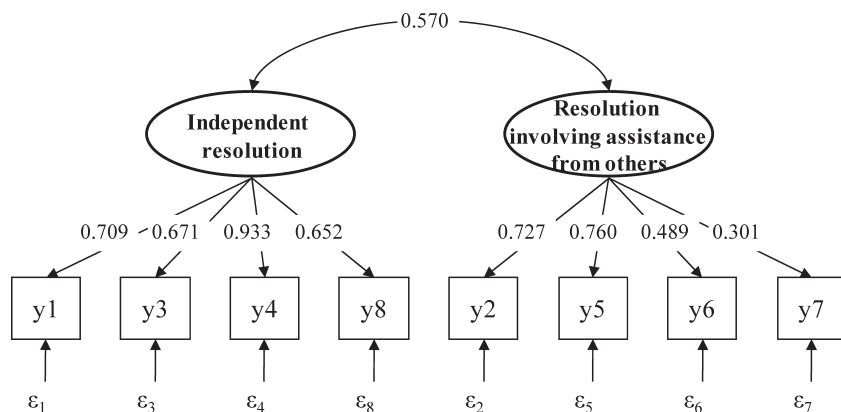 0.570
Independent
resolution
Resolution
involving assistance
from others
0.709 0.671 0.933 0.652
0.727 0.760 0.489 0.301
y1 y3 y4 y8 y2 y5 y6 y7
ε1 ε3 ε4 ε8 ε2 ε5 ε6 ε7